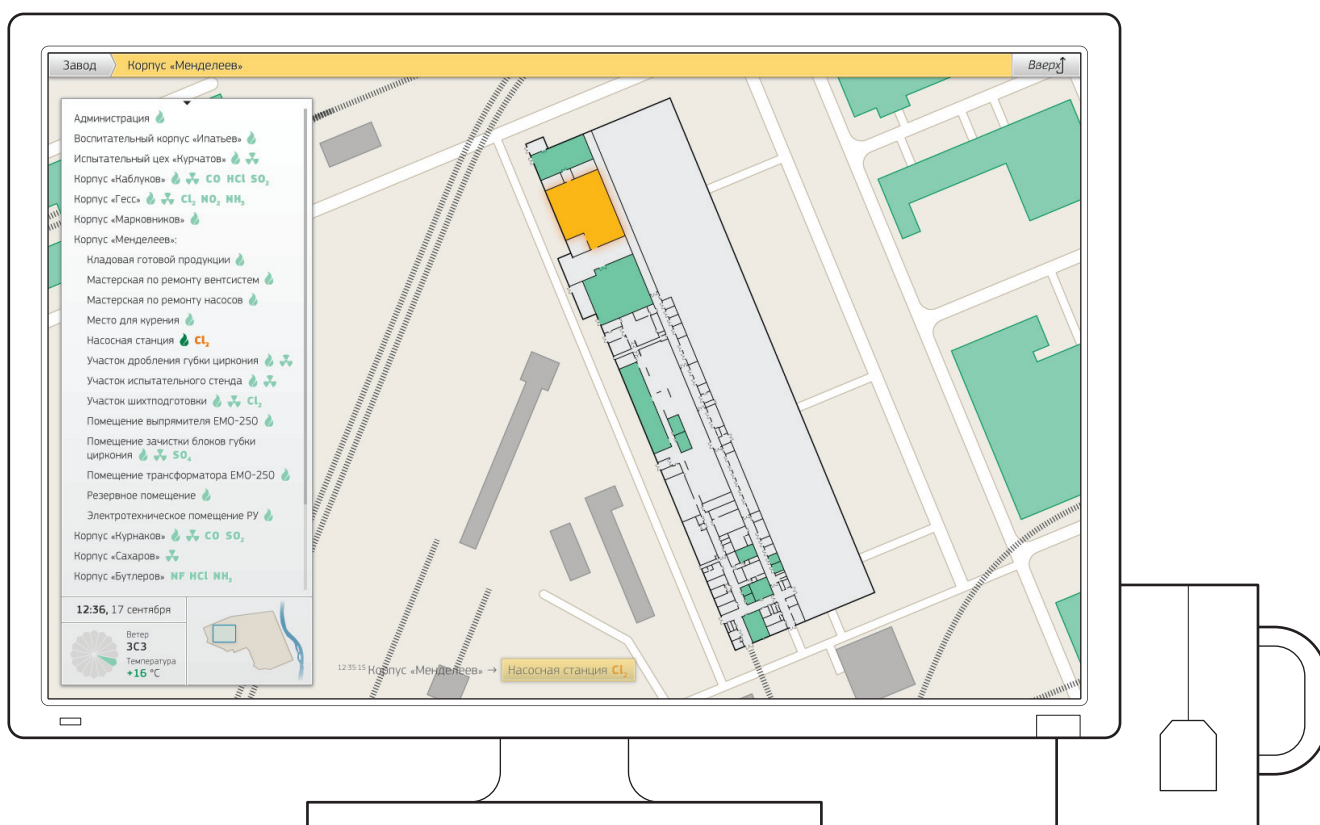 Завод
Корпус «Менделеев»
Вверх
Администрация
Воспитательный корпус «Ипатьев»
Испытательный цех «Курчатов»
Корпус «Каблуков» CO HCl SO₂
Корпус «Гесс» Cl₂ NO₂ NH₃
Корпус «Марковников»
Корпус «Менделеев»:
Кладовая готовой продукции
Мастерская по ремонту вентсистем
Мастерская по ремонту насосов
Место для курения
Насосная станция Cl₂
Участок дробления губки циркония
Участок испытательного стенда
Участок шихтподготовки Cl₂
Помещение выпрямителя ЕМО-250
Помещение зачистки блоков губки
циркония SO₄
Помещение трансформатора ЕМО-250
Резервное помещение
Электротехническое помещение РУ
Корпус «Курнаков» CO SO₂
Корпус «Сахаров»
Корпус «Бутлеров» NF HCl NH₃
12:36, 17 сентября
Ветер
ЗСЗ
Температура
+16 °C
12:35:15 Корпус «Менделеев» → Насосная станция Cl₂